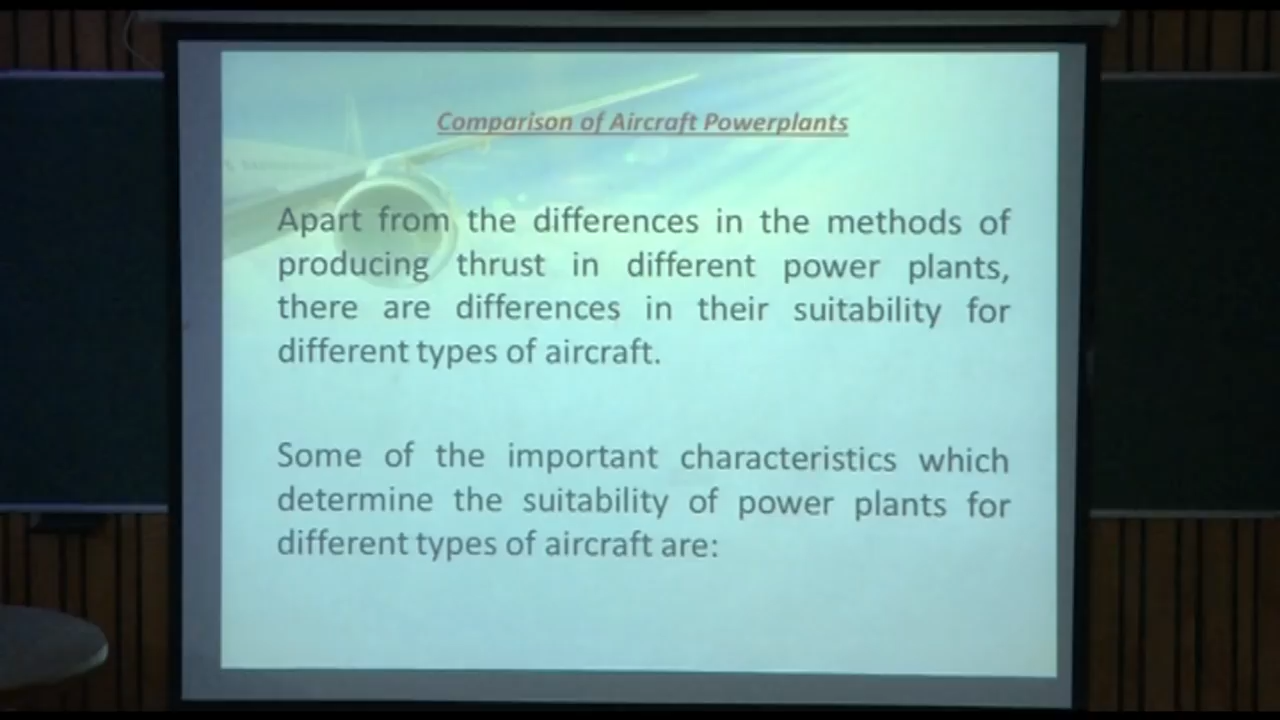 Comparison of Aircraft Powerplants
Apart from the differences in the methods of
producing thrust in different power plants,
there are differences in their suitability for
different types of aircraft.
Some of the important characteristics which
determine the suitability of power plants for
different types of aircraft are: